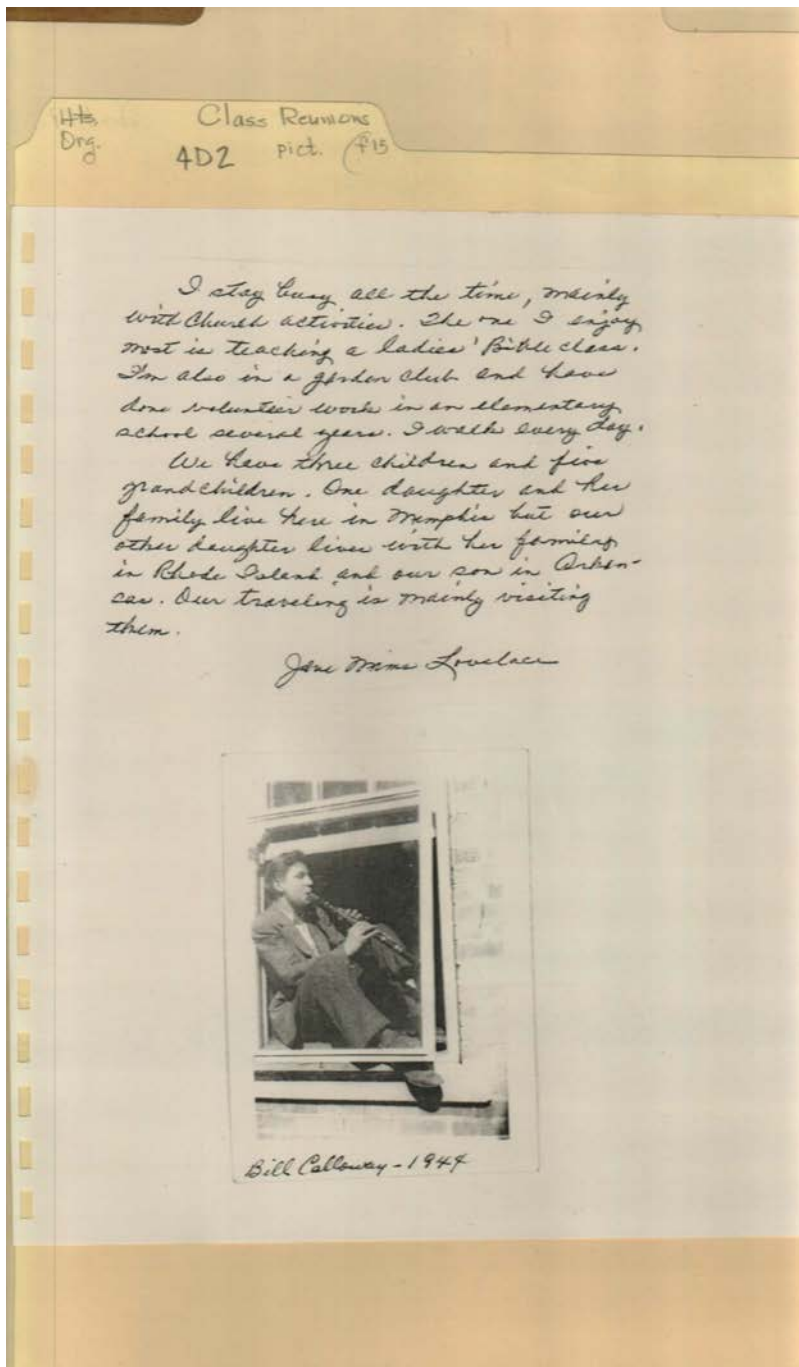 Hts. Class Reunions
Org. 4D2 pict.
I stay busy all the time, mainly
with Church activities. The one I enjoy
most is teaching a ladies' Bible class.
I'm also in a garden club and have
done volunteer work in an elementary
school several years. I walk every day.
We have three children and five
grandchildren. One daughter and her
family live here in Memphis but our
other daughter lives with her family
in Rhode Island and our son in Arkan-
sas. Our traveling is mainly visiting
them.
Jane Mims Lovelace
Bill Calloway - 1944